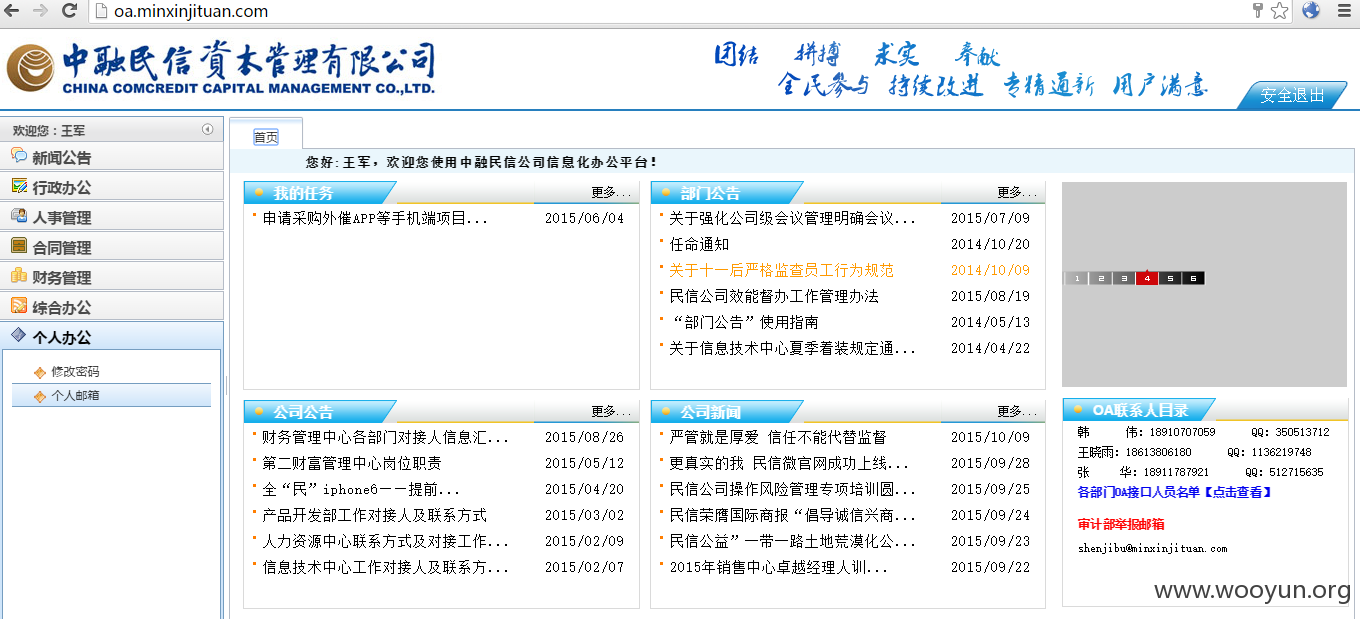 oa.minxinjituan.com
中融民信资本管理有限公司
CHINA COMCREDIT CAPITAL MANAGEMENT CO.,LTD.
团结 拼搏 求实 奉献
全民参与 持续改进 专精通新 用户满意
安全退出
欢迎您：王军
新闻公告
行政办公
人事管理
合同管理
财务管理
综合办公
个人办公
修改密码
个人邮箱
首页
您好：王军，欢迎您使用中融民信公司信息化办公平台！
我的任务 更多...
申请采购外催APP等手机端项目... 2015/06/04
部门公告 更多...
关于强化公司级会议管理明确会议... 2015/07/09
任命通知 2014/10/20
关于十一后严格监查员工行为规范 2014/10/09
民信公司效能督办工作管理办法 2015/08/19
“部门公告”使用指南 2014/05/13
关于信息技术中心夏季着装规定通... 2014/04/22
1 2 3 4 5 6
公司公告 更多...
财务管理中心各部门对接人信息汇... 2015/08/26
第二财富管理中心岗位职责 2015/05/12
全“民”iphone6——提前... 2015/04/20
产品开发部工作对接人及联系方式 2015/03/02
人力资源中心联系方式及对接工作... 2015/02/09
信息技术中心工作对接人及联系方... 2015/02/07
公司新闻 更多...
严管就是厚爱 信任不能代替监督 2015/10/09
更真实的我 民信微官网成功上线... 2015/09/28
民信公司操作风险管理专项培训圆... 2015/09/25
民信荣膺国际商报“倡导诚信兴商... 2015/09/24
民信公益”一带一路土地荒漠化公... 2015/09/23
2015年销售中心卓越经理人训... 2015/09/22
OA联系人目录
韩 伟：18910707059 QQ：350513712
王晓雨：18613806180 QQ：1136219748
张 华：18911787921 QQ：512715635
各部门OA接口人员名单【点击查看】
审计部举报邮箱
shenjibu@minxinjituan.com
www.wooyun.org